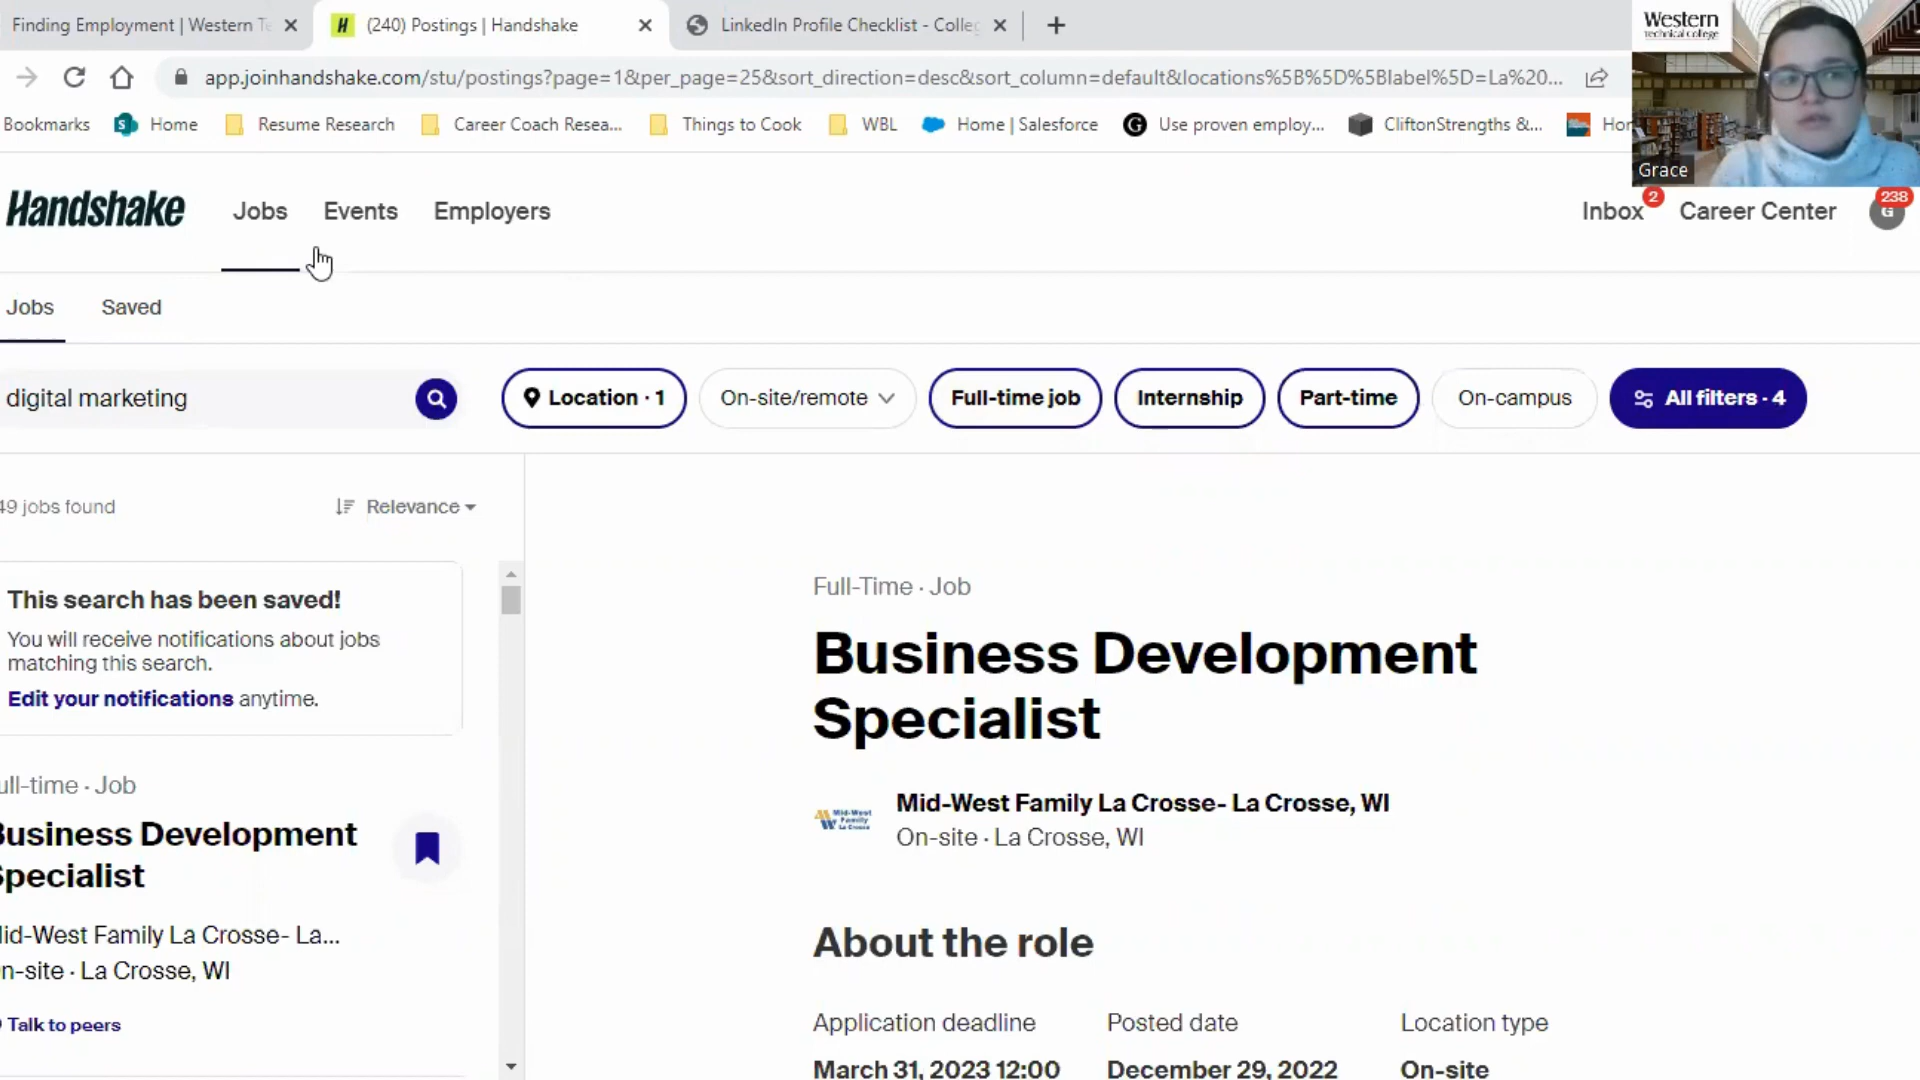 Finding Employment | Western Te
(240) Postings | Handshake
LinkedIn Profile Checklist - Colle
app.joinhandshake.com/stu/postings?page=1&per_page=25&sort_direction=desc&sort_column=default&locations%5B%5D%5Blabel%5D=La%20...
Bookmarks
Home
Resume Research
Career Coach Resea...
Things to Cook
WBL
Home | Salesforce
Use proven employ...
CliftonStrengths &...
Hor
Western
Technical College
Grace
Handshake
Jobs
Events
Employers
Inbox
2
Career Center
238
G
Jobs
Saved
digital marketing
Location · 1
On-site/remote
Full-time job
Internship
Part-time
On-campus
All filters · 4
49 jobs found
Relevance
This search has been saved!
You will receive notifications about jobs
matching this search.
Edit your notifications anytime.
ull-time · Job
Business Development
Specialist
Mid-West Family La Crosse- La...
n-site · La Crosse, WI
Talk to peers
Full-Time · Job
Business Development
Specialist
Mid-West Family La Crosse
Mid-West Family La Crosse- La Crosse, WI
On-site · La Crosse, WI
About the role
Application deadline
Posted date
Location type
March 31, 2023 12:00
December 29, 2022
On-site